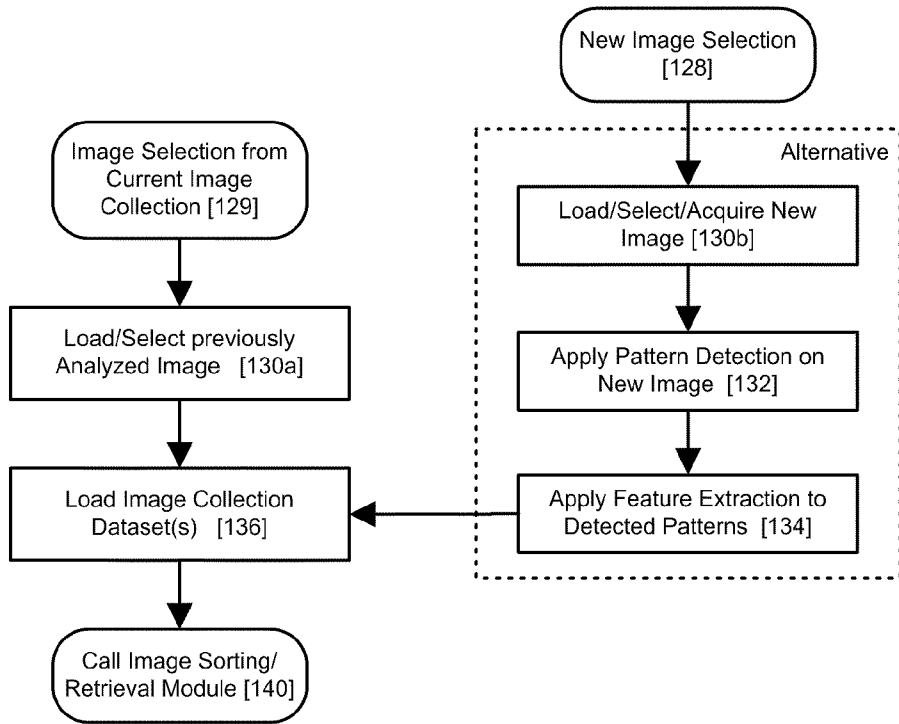 New Image Selection
[128]
Alternative
Image Selection from
Current Image
Collection [129]
Load/Select/Acquire New
Image [130b]
Load/Select previously
Analyzed Image [130a]
Apply Pattern Detection on
New Image [132]
Load Image Collection
Dataset(s) [136]
Apply Feature Extraction to
Detected Patterns [134]
Call Image Sorting/
Retrieval Module [140]